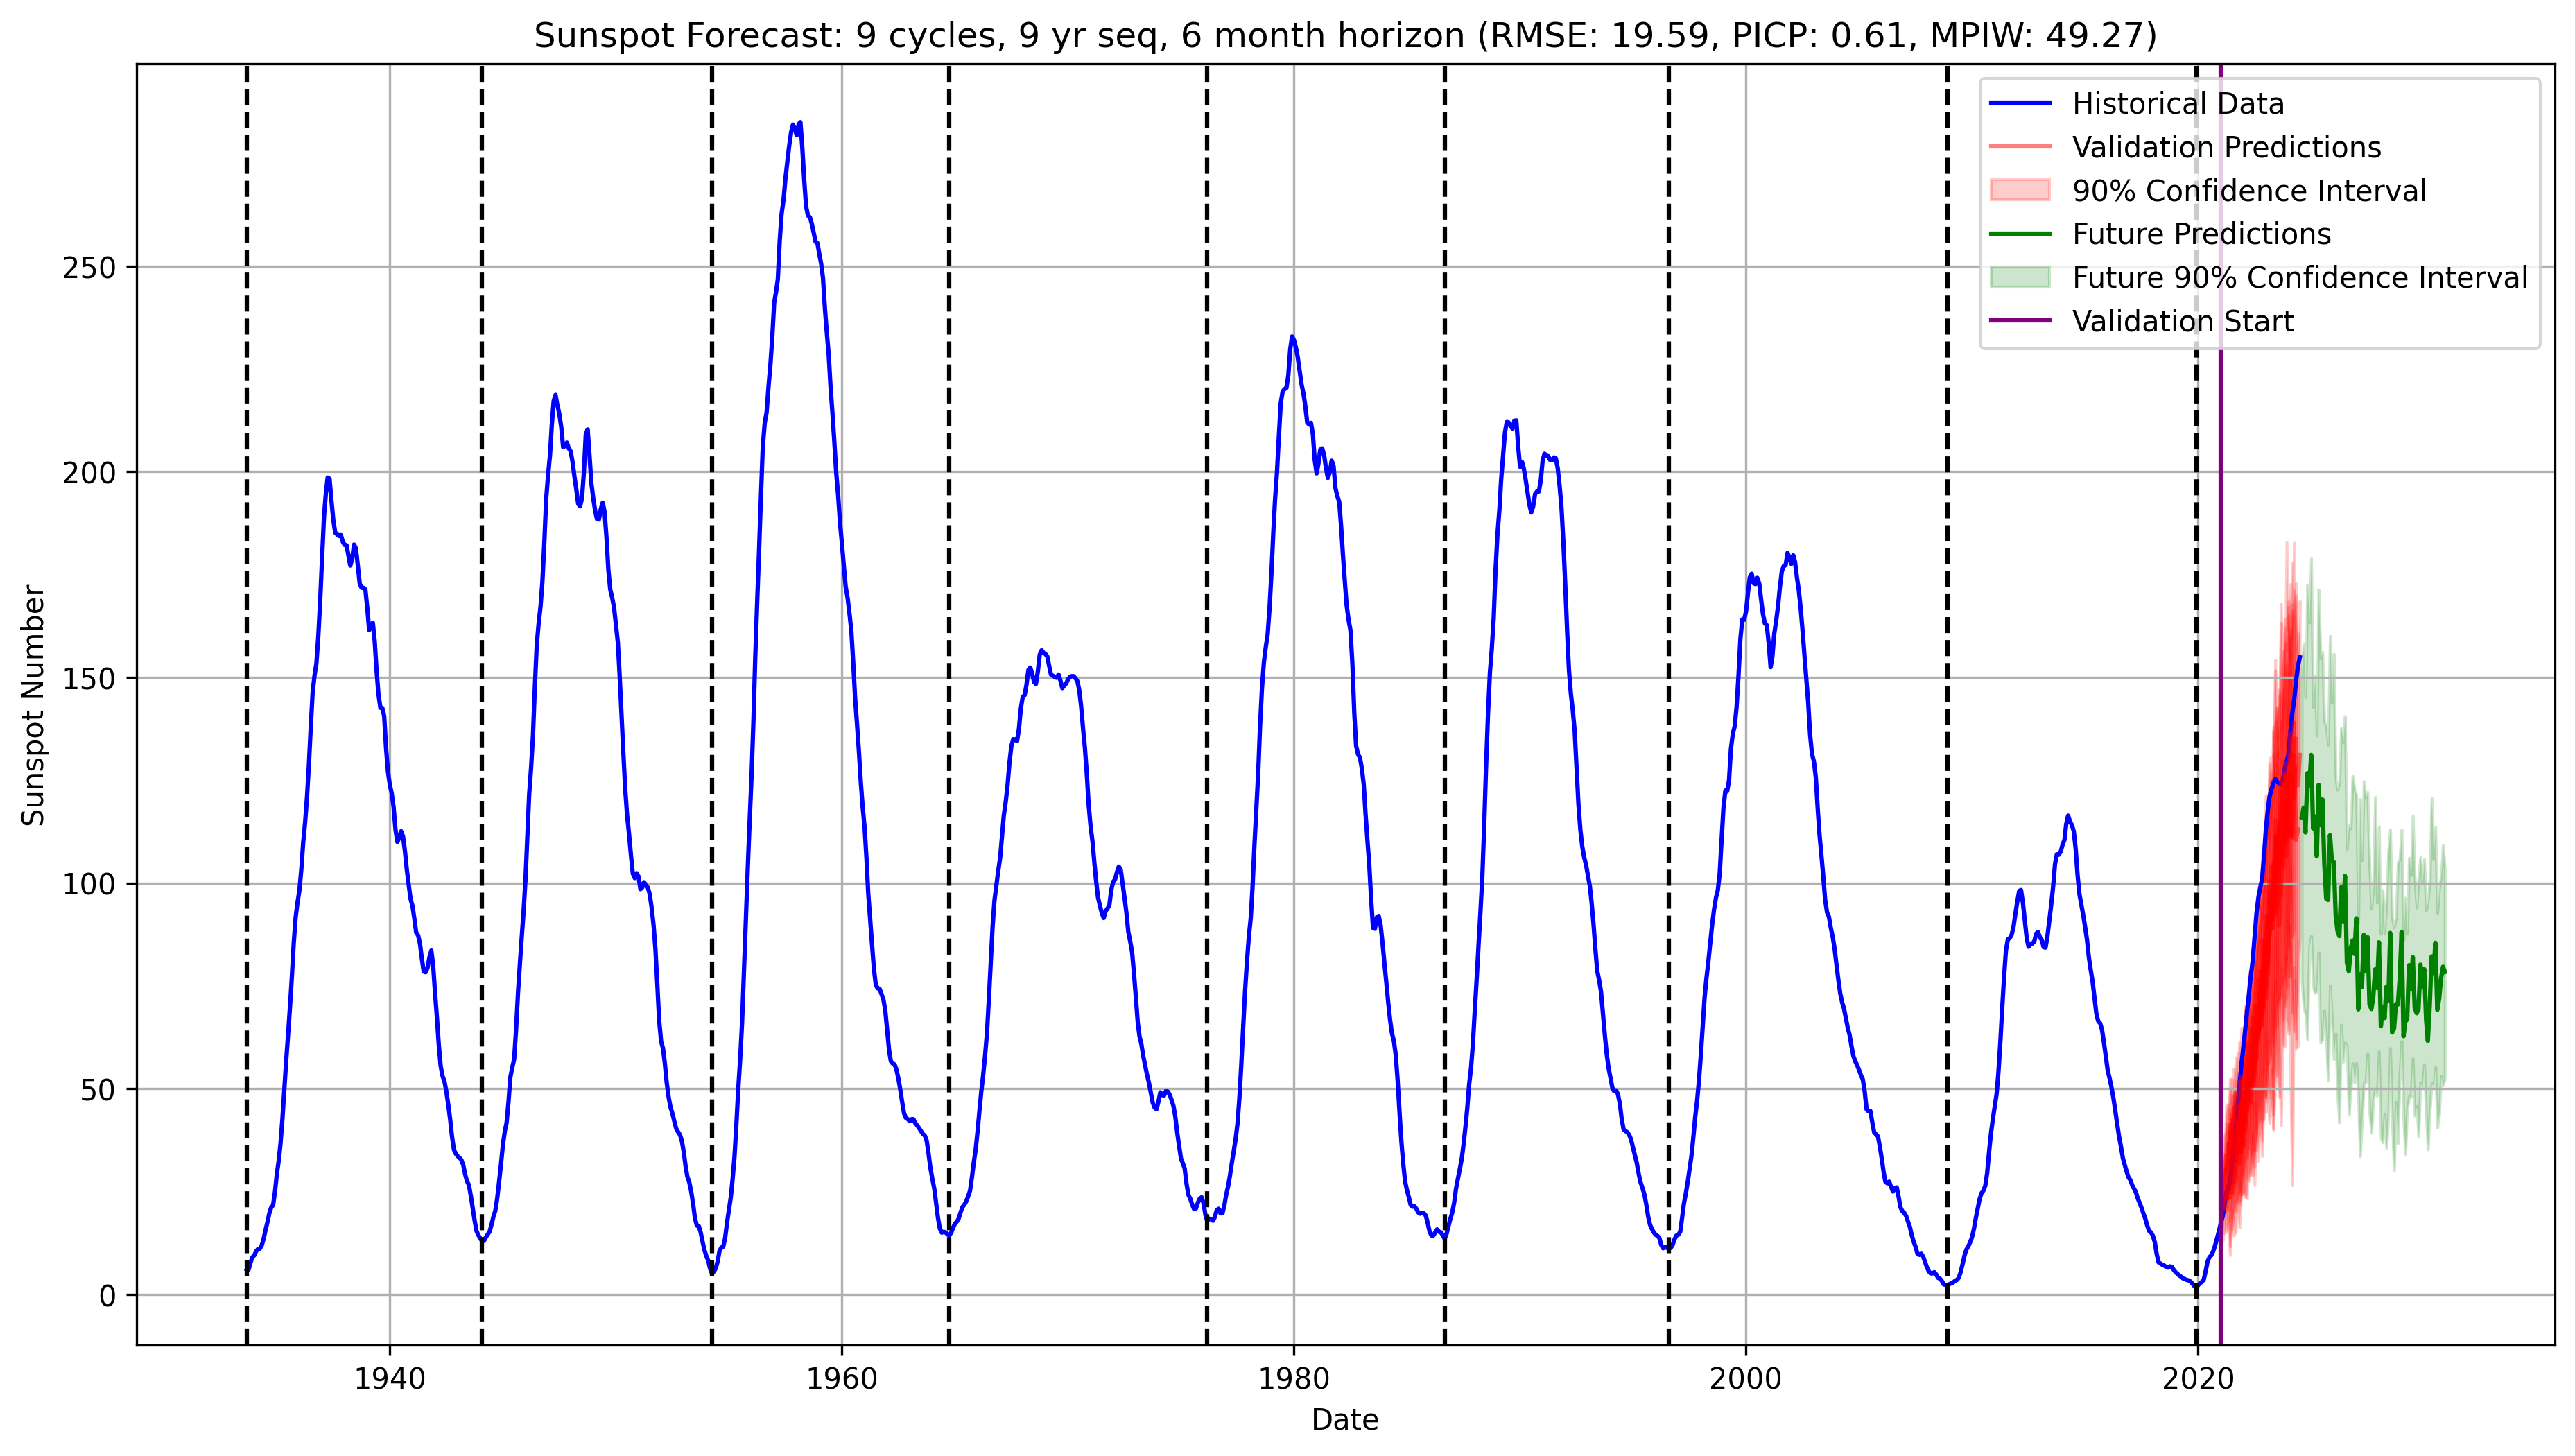 Sunspot Forecast: 9 cycles, 9 yr seq, 6 month horizon (RMSE: 19.59, PICP: 0.61, MPIW: 49.27)
Historical Data
Validation Predictions
90% Confidence Interval
Future Predictions
Future 90% Confidence Interval
Validation Start
Sunspot Number
250
200
150
100
50
0
1940 1960 1980 2000 2020
Date